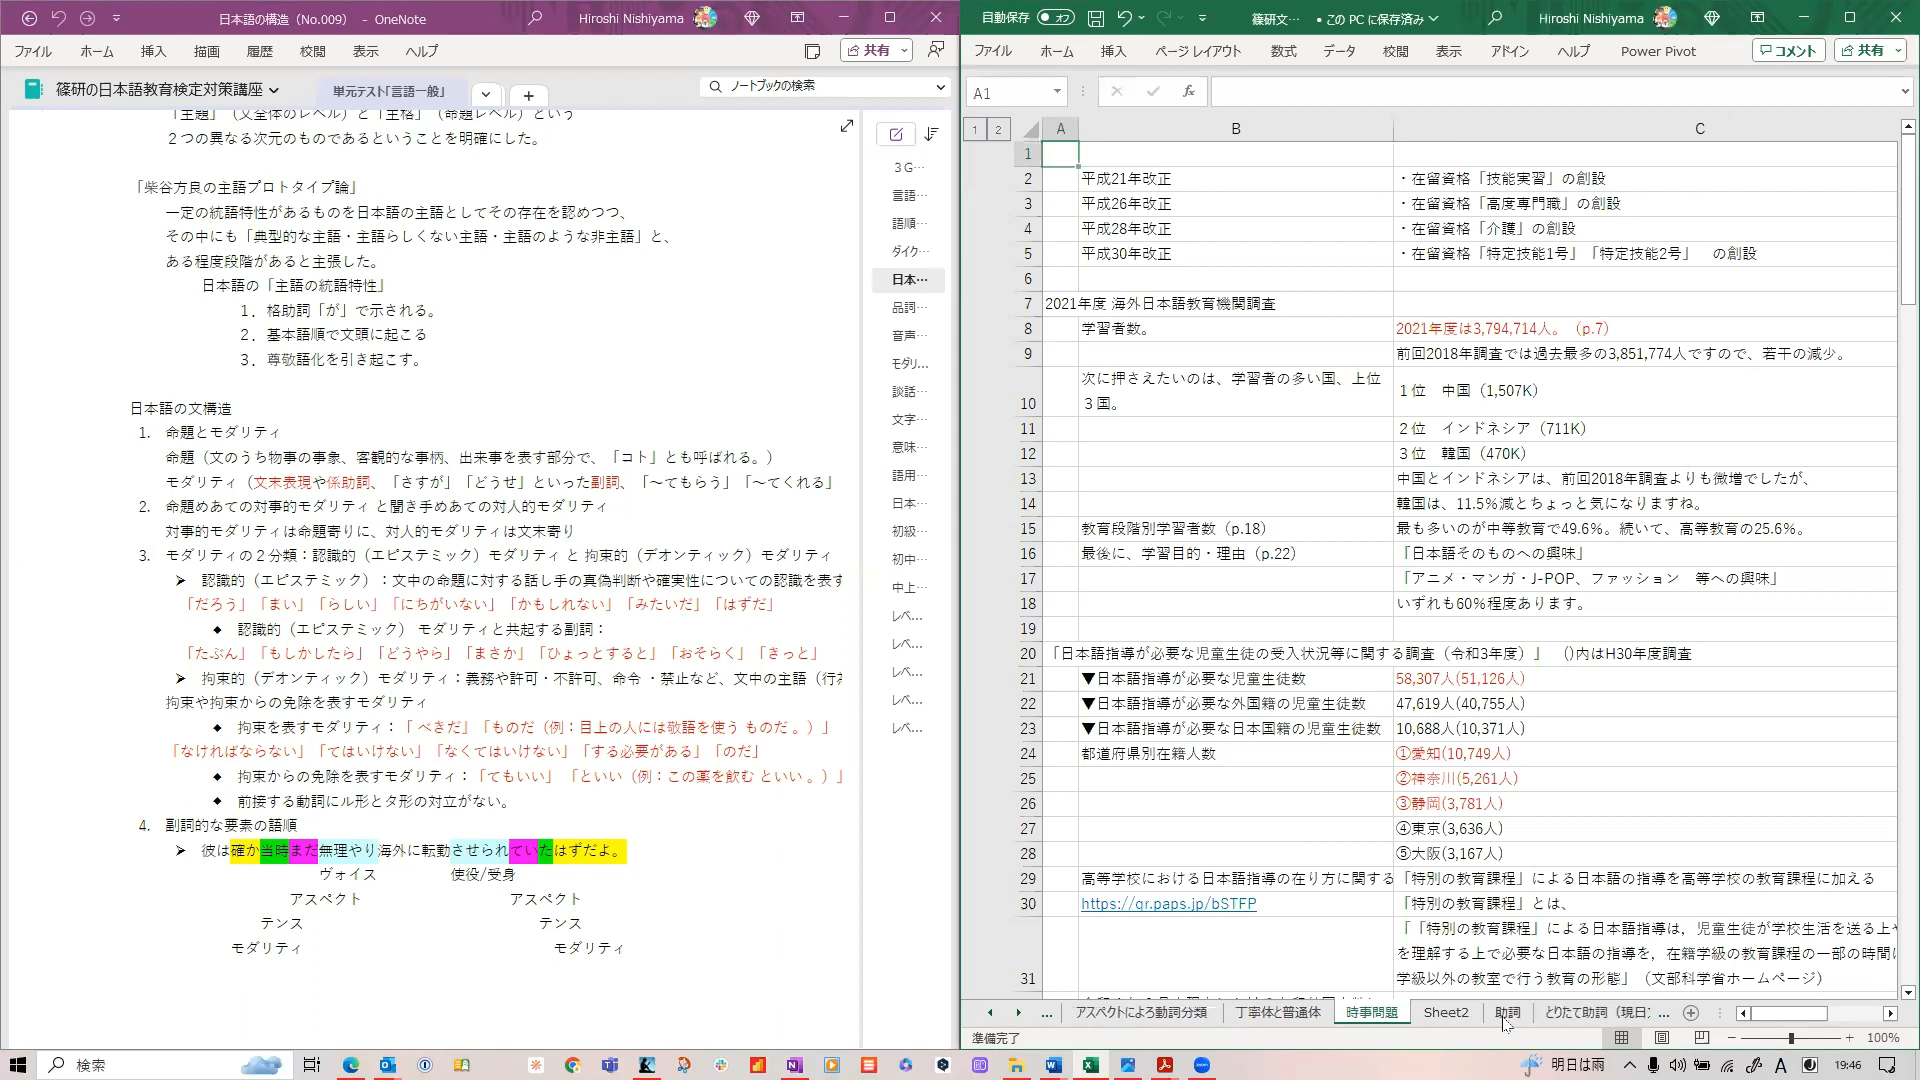 日本語の構造（No.009） - OneNote
Hiroshi Nishiyama
ファイル ホーム 挿入 描画 履歴 校閲 表示 ヘルプ
共有
篠研の日本語教育検定対策講座
単元テスト「言語一般」
ノートブックの検索
「主題」（文全体のレベル）と「主格」（命題レベル）という
２つの異なる次元のものであるということを明確にした。
「柴谷方良の主語プロトタイプ論」
一定の統語特性があるものを日本語の主語としてその存在を認めつつ、
その中にも「典型的な主語・主語らしくない主語・主語のような非主語」と、
ある程度段階があると主張した。
日本語の「主語の統語特性」
１．格助詞「が」で示される。
２．基本語順で文頭に起こる
３．尊敬語化を引き起こす。
日本語の文構造
1. 命題とモダリティ
命題（文のうち物事の事象、客観的な事柄、出来事を表す部分で、「コト」とも呼ばれる。）
モダリティ（文末表現や係助詞、「さすが」「どうせ」といった副詞、「～てもらう」「～てくれる」
2. 命題めあての対事的モダリティ と聞き手めあての対人的モダリティ
対事的モダリティは命題寄りに、対人的モダリティは文末寄り
3. モダリティの２分類：認識的（エピステミック）モダリティ と 拘束的（デオンティック）モダリティ
➤ 認識的（エピステミック）：文中の命題に対する話し手の真偽判断や確実性についての認識を表す
「だろう」「まい」「らしい」「にちがいない」「かもしれない」「みたいだ」「はずだ」
◆ 認識的（エピステミック） モダリティと共起する副詞：
「たぶん」「もしかしたら」「どうやら」「まさか」「ひょっとすると」「おそらく」「きっと」
➤ 拘束的（デオンティック）モダリティ：義務や許可・不許可、命令 ・禁止など、文中の主語（行
拘束や拘束からの免除を表すモダリティ
◆ 拘束を表すモダリティ：「 べきだ」「ものだ（例：目上の人には敬語を使う ものだ 。）」
「なければならない」「てはいけない」「なくてはいけない」「する必要がある」「のだ」
◆ 拘束からの免除を表すモダリティ：「てもいい」 「といい（例：この薬を飲む といい 。）」
◆ 前接する動詞にル形とタ形の対立がない。
4. 副詞的な要素の語順
➤ 彼は確か当時まだ無理やり海外に転勤させられていたはずだよ。
ヴォイス 使役/受身
アスペクト アスペクト
テンス テンス
モダリティ モダリティ
３Ｇ…
言語…
語順…
ダイク…
日本…
品詞…
音声…
モダリ…
談話…
文字…
意味…
語用…
日本…
初級…
初中…
中上…
レベ…
レベ…
レベ…
レベ…
レベ…
自動保存 オフ
篠研文… • この PC に保存済み
Hiroshi Nishiyama
ファイル ホーム 挿入 ページ レイアウト 数式 データ 校閲 表示 アドイン ヘルプ Power Pivot
コメント 共有
A1 fx
1 2 A B C
1
2 平成21年改正 ・在留資格「技能実習」の創設
3 平成26年改正 ・在留資格「高度専門職」の創設
4 平成28年改正 ・在留資格「介護」の創設
5 平成30年改正 ・在留資格「特定技能1号」「特定技能2号」 の創設
6
7 2021年度 海外日本語教育機関調査
8 学習者数。 2021年度は3,794,714人。（p.7）
9 前回2018年調査では過去最多の3,851,774人ですので、若干の減少。
次に押さえたいのは、学習者の多い国、上位
10 ３国。 １位 中国（1,507K）
11 ２位 インドネシア（711K）
12 ３位 韓国（470K）
13 中国とインドネシアは、前回2018年調査よりも微増でしたが、
14 韓国は、11.5%減とちょっと気になりますね。
15 教育段階別学習者数（p.18） 最も多いのが中等教育で49.6%。続いて、高等教育の25.6%。
16 最後に、学習目的・理由（p.22） 「日本語そのものへの興味」
17 「アニメ・マンガ・J-POP、ファッション 等への興味」
18 いずれも60%程度あります。
19
20 「日本語指導が必要な児童生徒の受入状況等に関する調査（令和3年度）」 ()内はH30年度調査
21 ▼日本語指導が必要な児童生徒数 58,307人(51,126人)
22 ▼日本語指導が必要な外国籍の児童生徒数 47,619人(40,755人)
23 ▼日本語指導が必要な日本国籍の児童生徒数 10,688人(10,371人)
24 都道府県別在籍人数 ①愛知(10,749人)
25 ②神奈川(5,261人)
26 ③静岡(3,781人)
27 ④東京(3,636人)
28 ⑤大阪(3,167人)
29 高等学校における日本語指導の在り方に関する 「特別の教育課程」による日本語の指導を高等学校の教育課程に加える
30 https://qr.paps.jp/bSTFP 「特別の教育課程」とは、
「「特別の教育課程」による日本語指導は，児童生徒が学校生活を送る上や
を理解する上で必要な日本語の指導を，在籍学級の教育課程の一部の時間に
31 学級以外の教室で行う教育の形態」（文部科学省ホームページ）
... アスペクトによる動詞分類 丁寧体と普通体 時事問題 Sheet2 助詞 とりたて助詞（現日 ...
準備完了 100%
検索
明日は雨
A
19:46